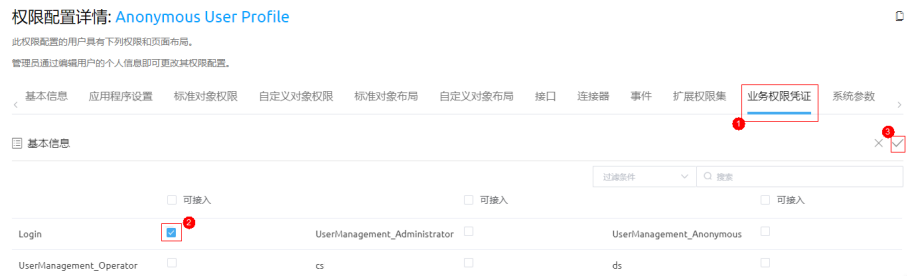 权限配置详情: Anonymous User Profile
此权限配置的用户具有下列权限和页面布局。
管理员通过编辑用户的个人信息即可更改其权限配置。
基本信息 应用程序设置 标准对象权限 自定义对象权限 标准对象布局 自定义对象布局 接口 连接器 事件 扩展权限集 业务权限凭证 系统参数
1
基本信息
3
过滤条件 搜索
可接入 可接入 可接入
2
Login UserManagement_Administrator UserManagement_Anonymous
UserManagement_Operator cs ds